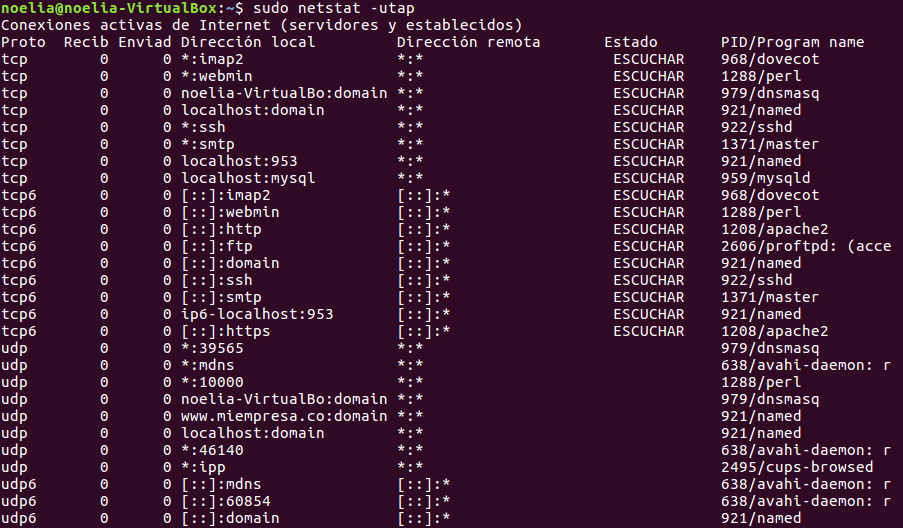 noelia@noelia-VirtualBox:~$ sudo netstat -utap
Conexiones activas de Internet (servidores y establecidos)
Proto  Recib Enviad Dirección local         Dirección remota       Estado       PID/Program name
tcp        0      0 *:imap2                 *:*                     ESCUCHAR    968/dovecot
tcp        0      0 *:webmin                *:*                     ESCUCHAR    1288/perl
tcp        0      0 noelia-VirtualBo:domain *:*                     ESCUCHAR    979/dnsmasq
tcp        0      0 localhost:domain        *:*                     ESCUCHAR    921/named
tcp        0      0 *:ssh                   *:*                     ESCUCHAR    922/sshd
tcp        0      0 *:smtp                  *:*                     ESCUCHAR    1371/master
tcp        0      0 localhost:953           *:*                     ESCUCHAR    921/named
tcp        0      0 localhost:mysql         *:*                     ESCUCHAR    959/mysqld
tcp6       0      0 [::]:imap2              [::]:*                  ESCUCHAR    968/dovecot
tcp6       0      0 [::]:webmin             [::]:*                  ESCUCHAR    1288/perl
tcp6       0      0 [::]:http               [::]:*                  ESCUCHAR    1208/apache2
tcp6       0      0 [::]:ftp                [::]:*                  ESCUCHAR    2606/proftpd: (acce
tcp6       0      0 [::]:domain             [::]:*                  ESCUCHAR    921/named
tcp6       0      0 [::]:ssh                [::]:*                  ESCUCHAR    922/sshd
tcp6       0      0 [::]:smtp               [::]:*                  ESCUCHAR    1371/master
tcp6       0      0 ip6-localhost:953       [::]:*                  ESCUCHAR    921/named
tcp6       0      0 [::]:https              [::]:*                  ESCUCHAR    1208/apache2
udp        0      0 *:39565                 *:*                                 979/dnsmasq
udp        0      0 *:mdns                  *:*                                 638/avahi-daemon: r
udp        0      0 *:10000                 *:*                                 1288/perl
udp        0      0 noelia-VirtualBo:domain *:*                                 979/dnsmasq
udp        0      0 www.miempresa.co:domain *:*                                 921/named
udp        0      0 localhost:domain        *:*                                 921/named
udp        0      0 *:46140                 *:*                                 638/avahi-daemon: r
udp        0      0 *:ipp                   *:*                                 2495/cups-browsed
udp6       0      0 [::]:mdns               [::]:*                              638/avahi-daemon: r
udp6       0      0 [::]:60854              [::]:*                              638/avahi-daemon: r
udp6       0      0 [::]:domain             [::]:*                              921/named